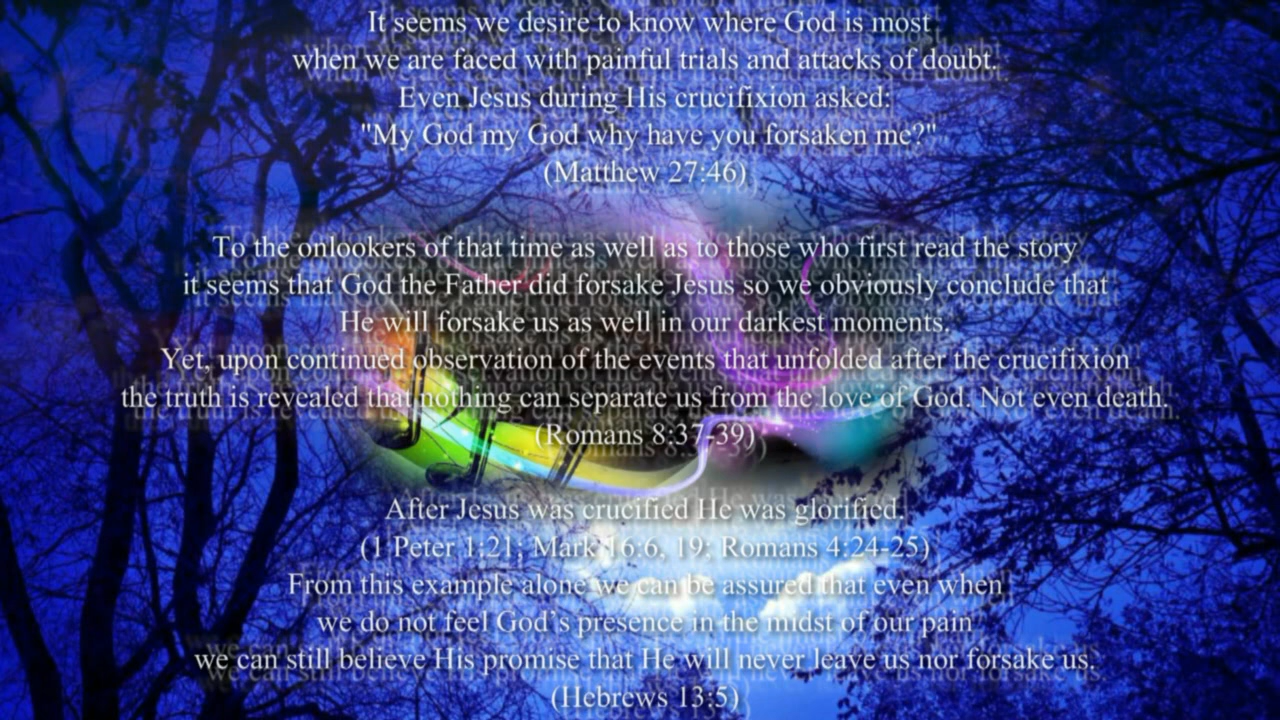 It seems we desire to know where God is most
when we are faced with painful trials and attacks of doubt.
Even Jesus during His crucifixion asked:
"My God my God why have you forsaken me?"
(Matthew 27:46)
To the onlookers of that time as well as to those who first read the story
it seems that God the Father did forsake Jesus so we obviously conclude that
He will forsake us as well in our darkest moments.
Yet, upon continued observation of the events that unfolded after the crucifixion
the truth is revealed that nothing can separate us from the love of God. Not even death.
(Romans 8:37-39)
After Jesus was crucified He was glorified.
(1 Peter 1:21; Mark 16:6, 19; Romans 4:24-25)
From this example alone we can be assured that even when
we do not feel God's presence in the midst of our pain
we can still believe His promise that He will never leave us nor forsake us.
(Hebrews 13:5)